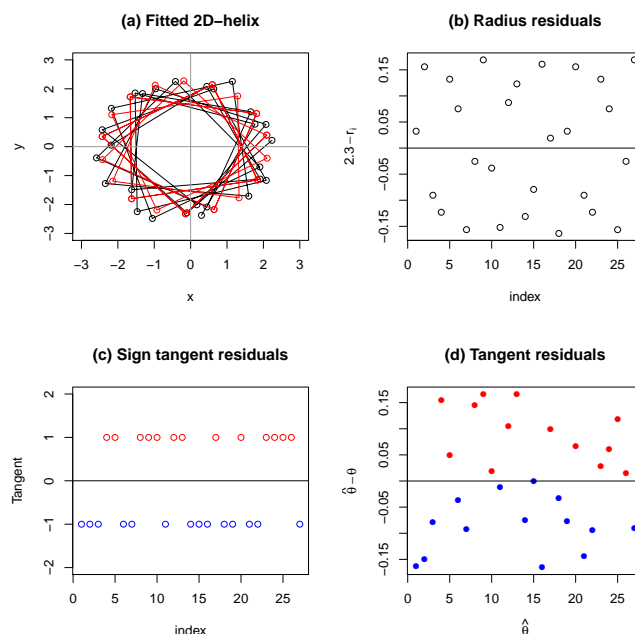 (a) Fitted 2D−helix
3
2
1
0
−1
−2
−3
y
−3 −2 −1 0 1 2 3
x
(b) Radius residuals
0.15
0.05
−0.05
−0.15
2.3 − rᵢ
0 5 10 15 20 25
index
(c) Sign tangent residuals
2
1
0
−1
−2
Tangent
0 5 10 15 20 25
index
(d) Tangent residuals
0.15
0.05
−0.05
−0.15
θ̂ − θ
0 5 10 15 20 25
θ̂